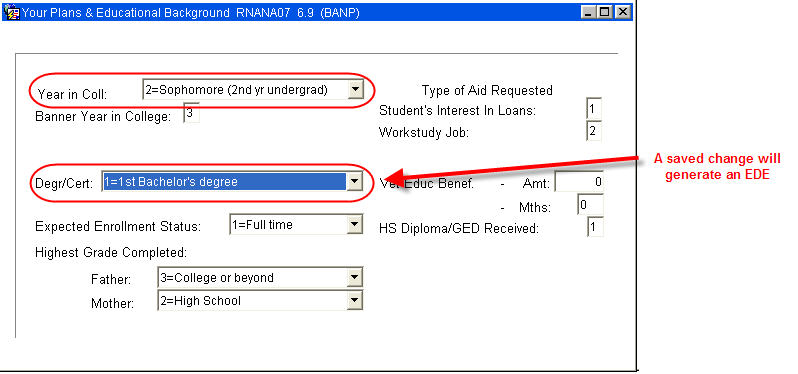 Your Plans & Educational Background RNANA07 6.9 (BANP)
Year in Coll: 2=Sophomore (2nd yr undergrad)
Type of Aid Requested
Banner Year in College: 3
Student's Interest In Loans: 1
Workstudy Job: 2
Degr/Cert: 1=1st Bachelor's degree
Vet Educ Benef. - Amt: 0
- Mths: 0
Expected Enrollment Status: 1=Full time
HS Diploma/GED Received: 1
Highest Grade Completed:
Father: 3=College or beyond
Mother: 2=High School
A saved change will
generate an EDE